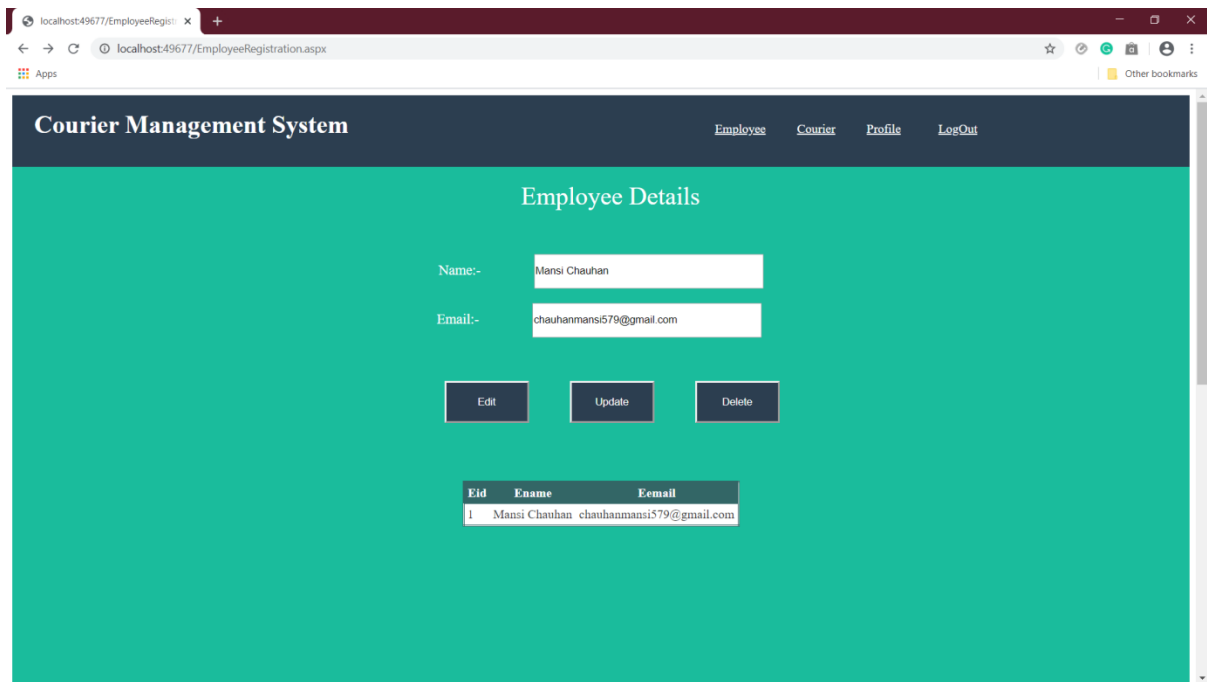 localhost:49677/EmployeeRegistr
localhost:49677/EmployeeRegistration.aspx
Apps
Other bookmarks
Courier Management System
Employee Courier Profile LogOut
Employee Details
Name:- Mansi Chauhan
Email:- chauhanmansi579@gmail.com
Edit Update Delete
Eid Ename Eemail
1 Mansi Chauhan chauhanmansi579@gmail.com